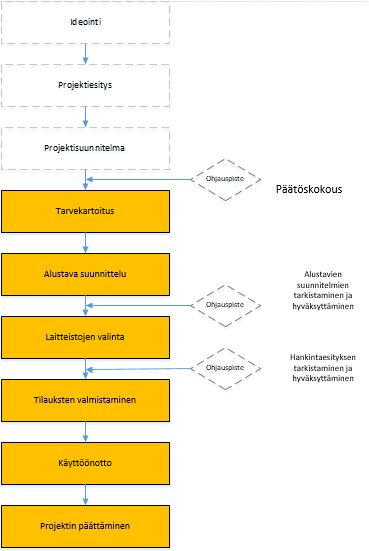 Ideointi
Projektiesitys
Projektisuunnitelma
Ohjauspiste
Päätöskokous
Tarvekartoitus
Alustava suunnittelu
Alustavien
suunnitelmien
tarkistaminen ja
hyväksyttäminen
Ohjauspiste
Laitteistojen valinta
Hankintaesityksen
tarkistaminen ja
hyväksyttäminen
Ohjauspiste
Tilauksten valmistaminen
Käyttöönotto
Projektin päättäminen